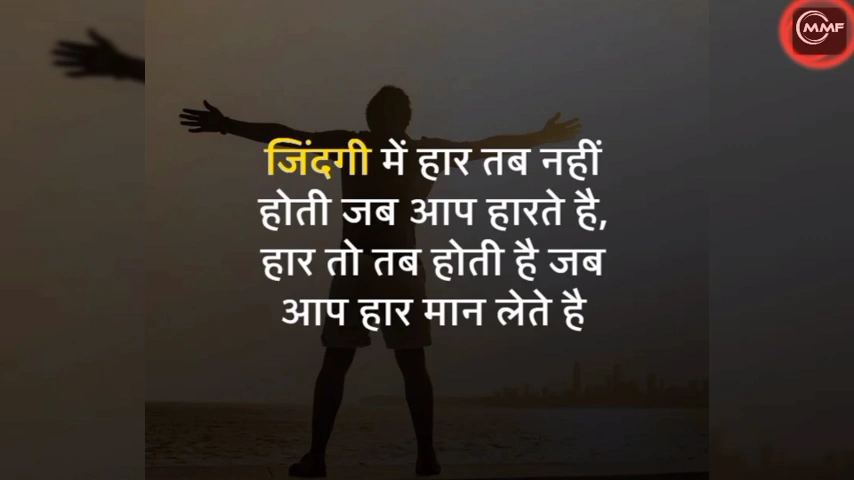 MMF
जिंदगी में हार तब नहीं
होती जब आप हारते है,
हार तो तब होती है जब
आप हार मान लेते है